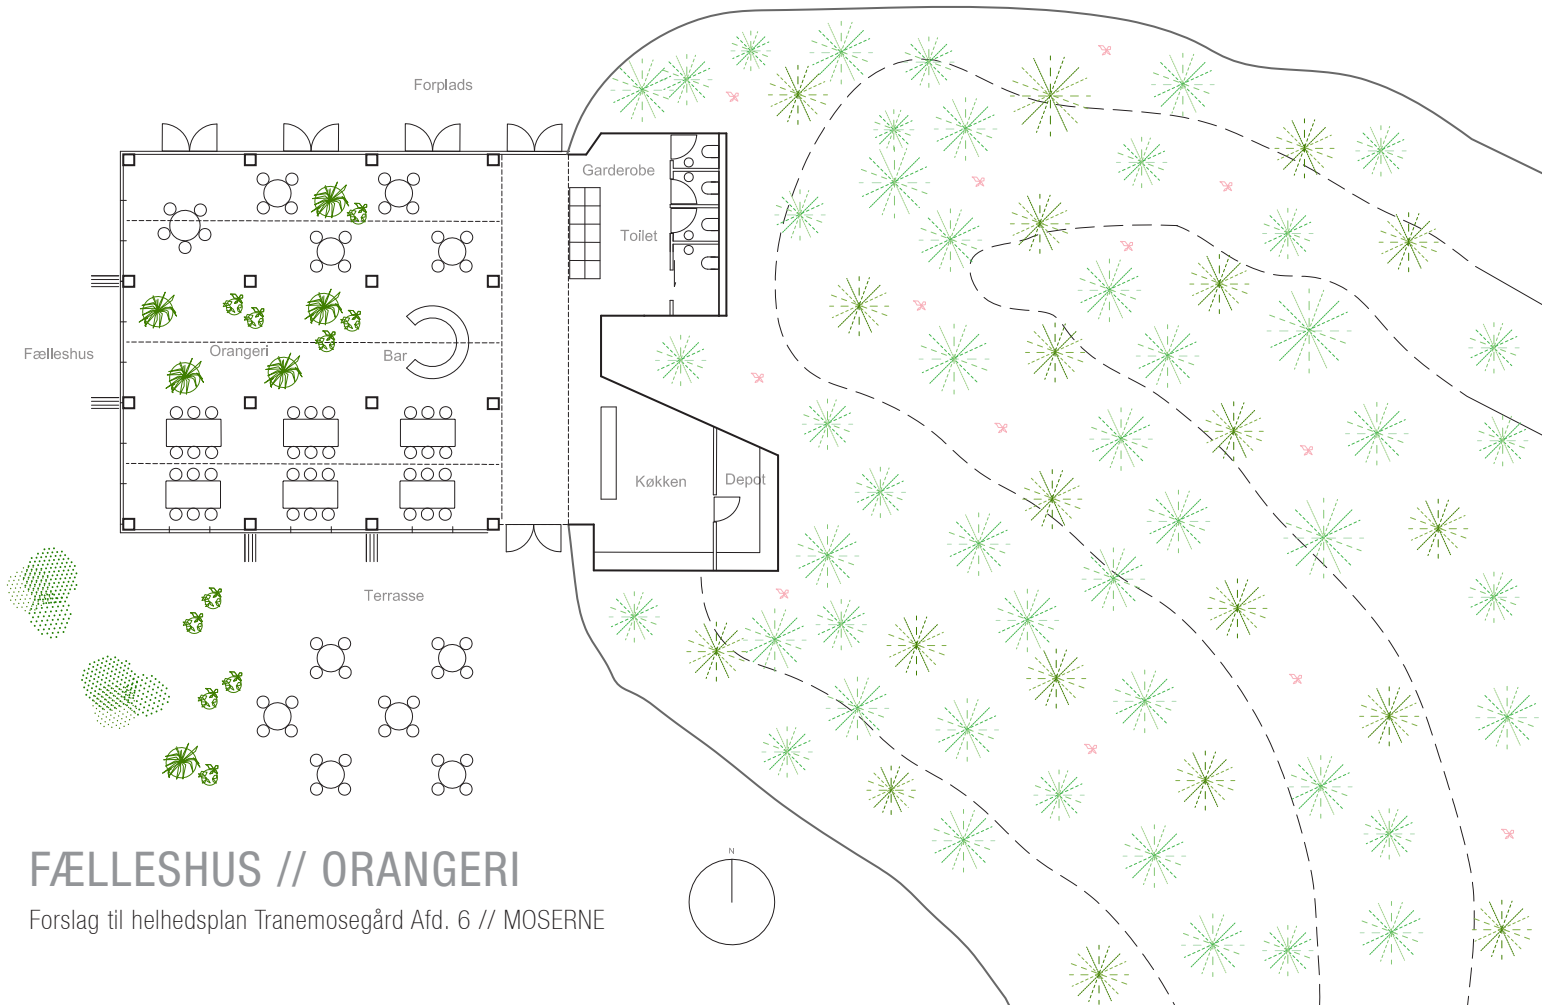 Forplads
Garderobe
Toilet
Fælleshus
Orangeri
Bar
Køkken
Depot
Terrasse
FÆLLESHUS // ORANGERI
Forslag til helhedsplan Tranemosegård Afd. 6 // MOSERNE
N